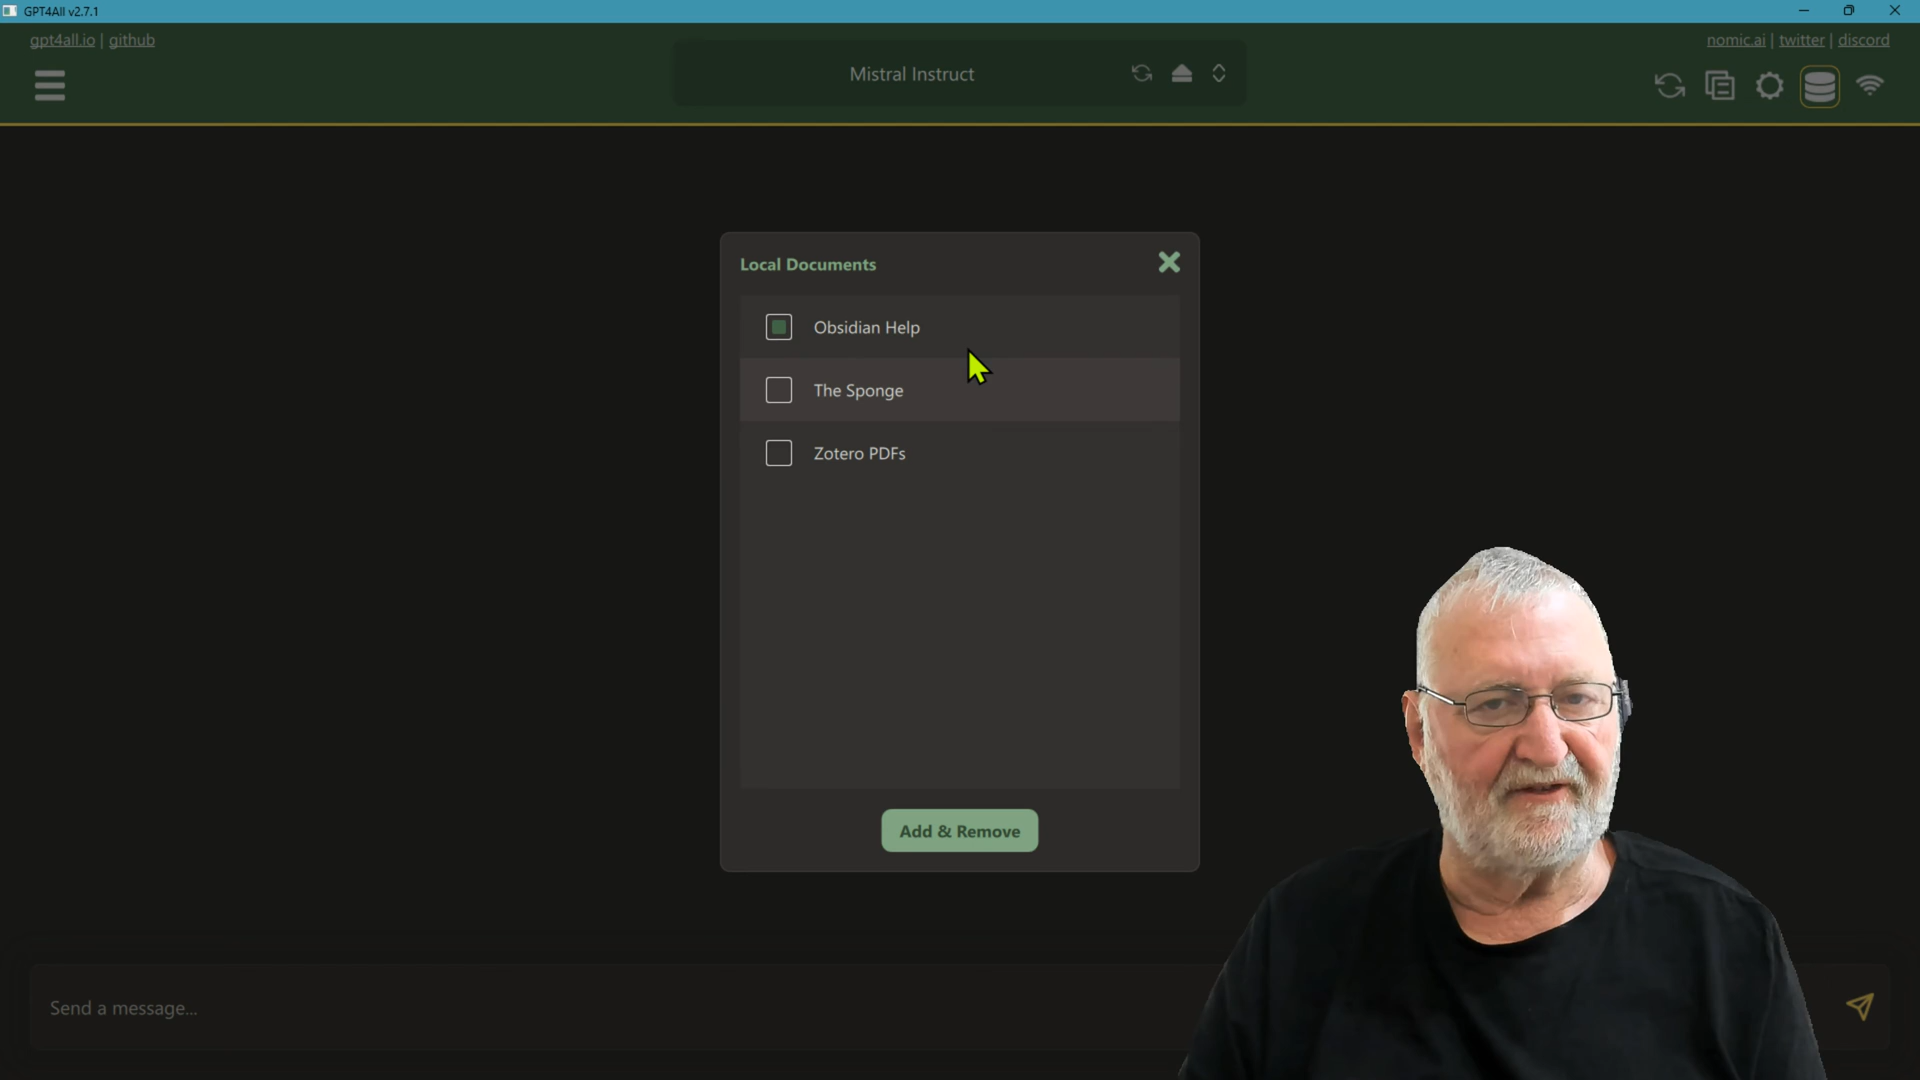 GPT4All v2.7.1
gpt4all.io | github
nomic.ai | twitter | discord
Mistral Instruct
Local Documents
Obsidian Help
The Sponge
Zotero PDFs
Add & Remove
Send a message...